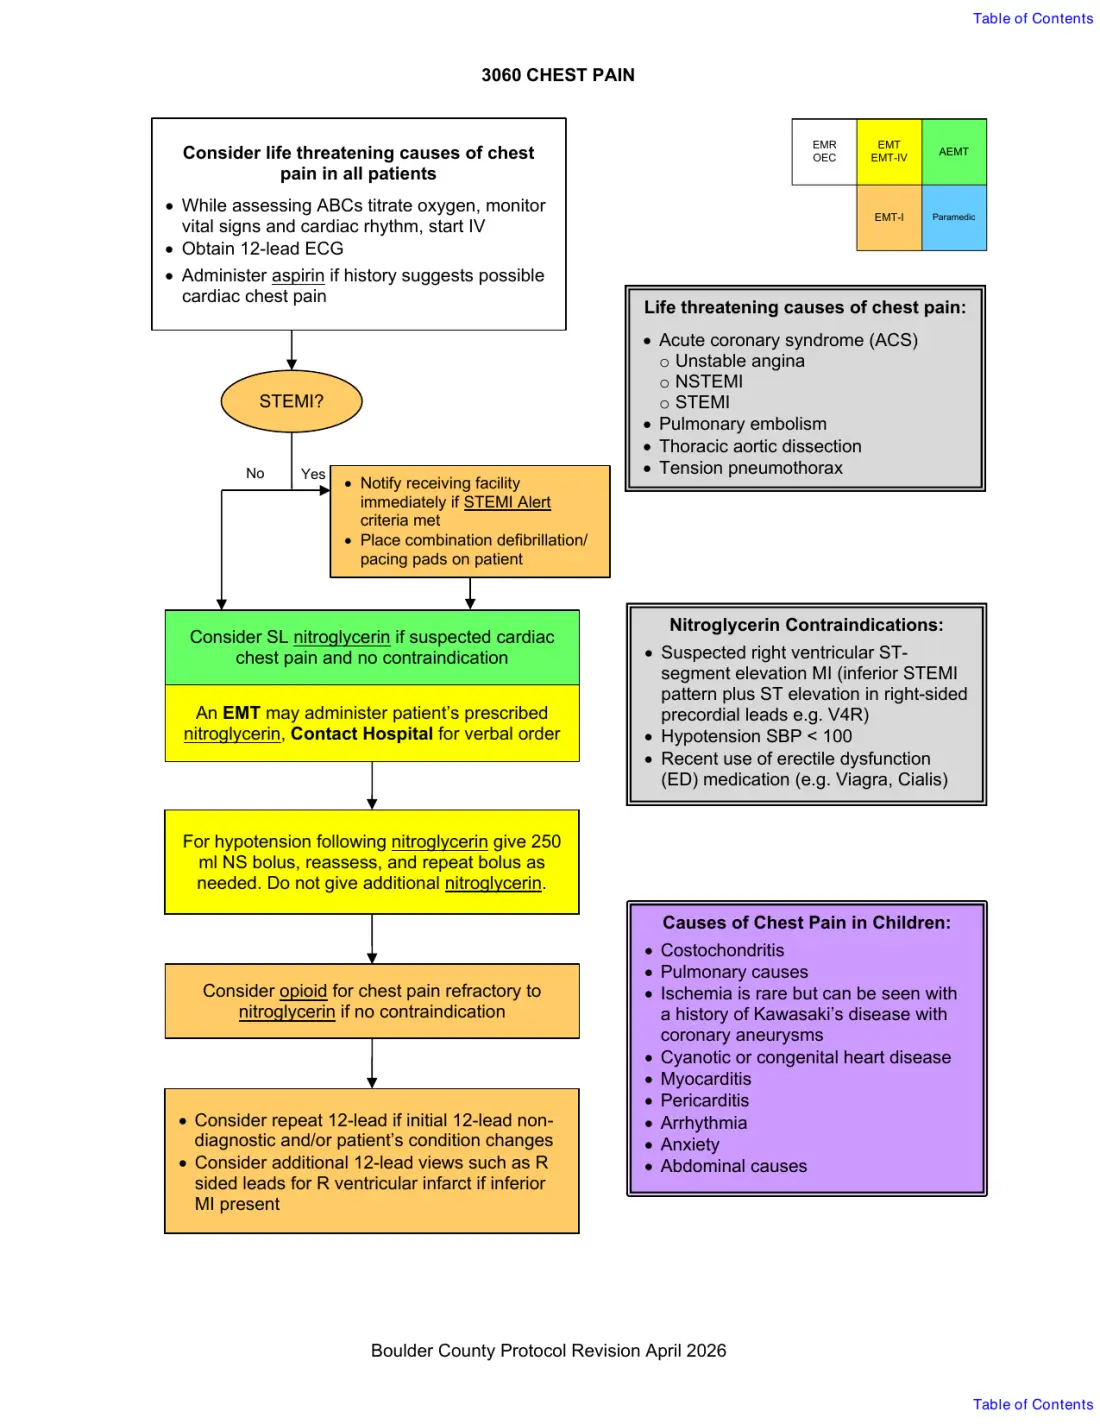 Table of Contents
3060 CHEST PAIN
Consider life threatening causes of chest
pain in all patients
• While assessing ABCs titrate oxygen, monitor
vital signs and cardiac rhythm, start IV
• Obtain 12-lead ECG
• Administer aspirin if history suggests possible
cardiac chest pain
EMR
OEC
EMT
EMT-IV
AEMT
EMT-I
Paramedic
Life threatening causes of chest pain:
• Acute coronary syndrome (ACS)
o Unstable angina
o NSTEMI
o STEMI
• Pulmonary embolism
• Thoracic aortic dissection
• Tension pneumothorax
STEMI?
No
Yes
• Notify receiving facility
immediately if STEMI Alert
criteria met
• Place combination defibrillation/
pacing pads on patient
Consider SL nitroglycerin if suspected cardiac
chest pain and no contraindication
An EMT may administer patient's prescribed
nitroglycerin, Contact Hospital for verbal order
Nitroglycerin Contraindications:
• Suspected right ventricular ST-
segment elevation MI (inferior STEMI
pattern plus ST elevation in right-sided
precordial leads e.g. V4R)
• Hypotension SBP < 100
• Recent use of erectile dysfunction
(ED) medication (e.g. Viagra, Cialis)
For hypotension following nitroglycerin give 250
ml NS bolus, reassess, and repeat bolus as
needed. Do not give additional nitroglycerin.
Consider opioid for chest pain refractory to
nitroglycerin if no contraindication
• Consider repeat 12-lead if initial 12-lead non-
diagnostic and/or patient's condition changes
• Consider additional 12-lead views such as R
sided leads for R ventricular infarct if inferior
MI present
Causes of Chest Pain in Children:
• Costochondritis
• Pulmonary causes
• Ischemia is rare but can be seen with
a history of Kawasaki's disease with
coronary aneurysms
• Cyanotic or congenital heart disease
• Myocarditis
• Pericarditis
• Arrhythmia
• Anxiety
• Abdominal causes
Boulder County Protocol Revision April 2026
Table of Contents